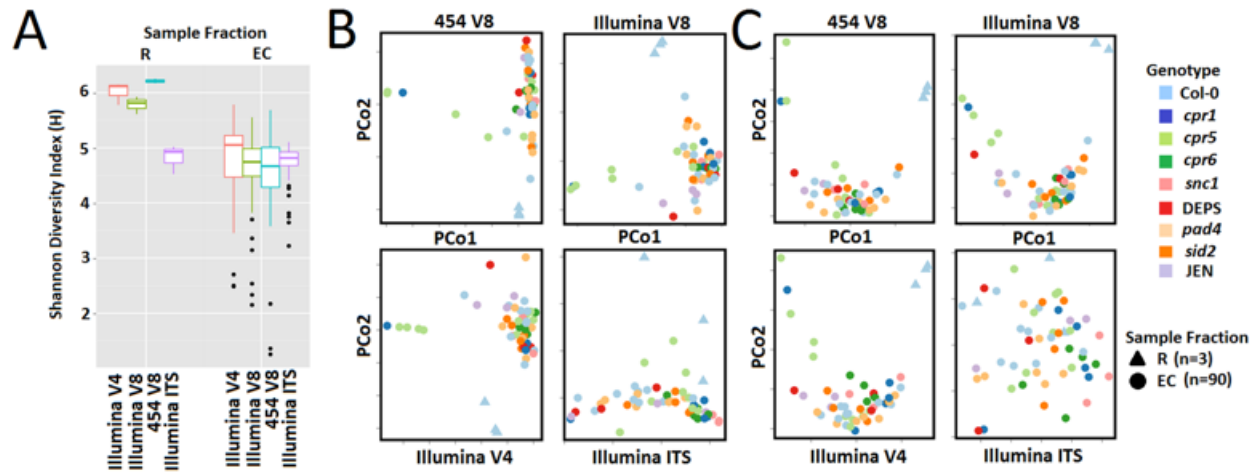 A
Sample Fraction
R EC
Shannon Diversity Index (H)
6
5
4
3
2
Illumina V4
Illumina V8
454 V8
Illumina ITS
Illumina V4
Illumina V8
454 V8
Illumina ITS
B
454 V8 Illumina V8
PCo2
PCo1 PCo1
PCo2
Illumina V4 Illumina ITS
C
454 V8 Illumina V8
PCo2
PCo1 PCo1
PCo2
Illumina V4 Illumina ITS
Genotype
Col-0
cpr1
cpr5
cpr6
snc1
DEPS
pad4
sid2
JEN
Sample Fraction
R (n=3)
EC (n=90)